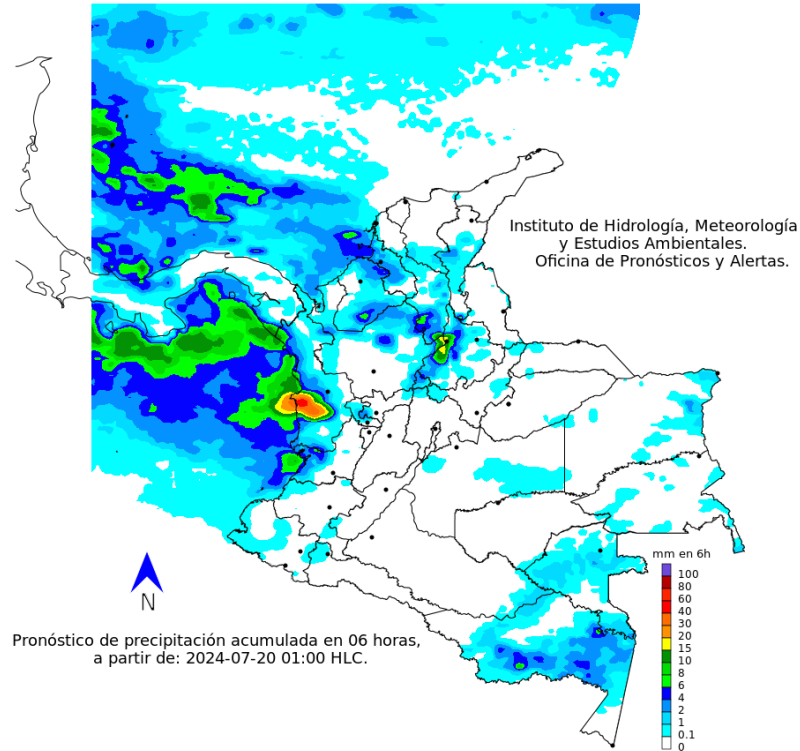 Instituto de Hidrología, Meteorología
y Estudios Ambientales.
Oficina de Pronósticos y Alertas.
mm en 6h
100
80
60
40
30
20
15
10
8
6
4
2
1
0.1
0
N
Pronóstico de precipitación acumulada en 06 horas,
a partir de: 2024-07-20 01:00 HLC.